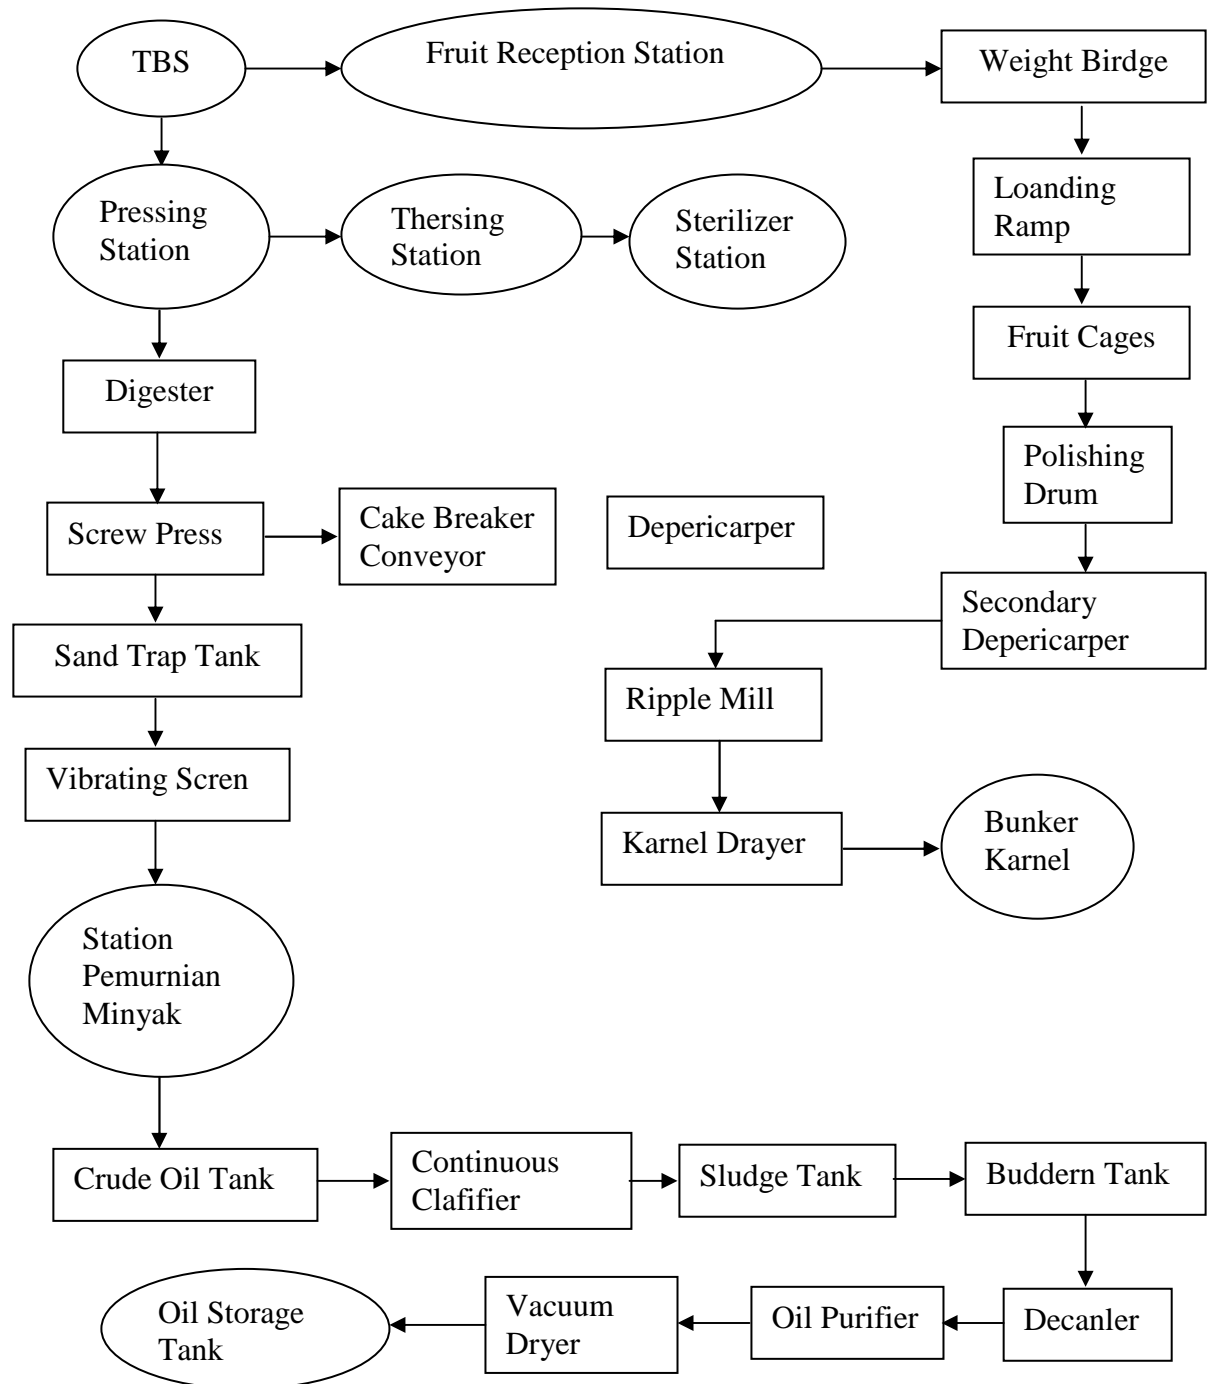 TBS
Fruit Reception Station
Weight Birdge
Pressing
Station
Thersing
Station
Sterilizer
Station
Loanding
Ramp
Fruit Cages
Digester
Polishing
Drum
Screw Press
Cake Breaker
Conveyor
Depericarper
Secondary
Depericarper
Sand Trap Tank
Ripple Mill
Vibrating Scren
Karnel Drayer
Bunker
Karnel
Station
Pemurnian
Minyak
Crude Oil Tank
Continuous
Clafifier
Sludge Tank
Buddern Tank
Oil Storage
Tank
Vacuum
Dryer
Oil Purifier
Decanler